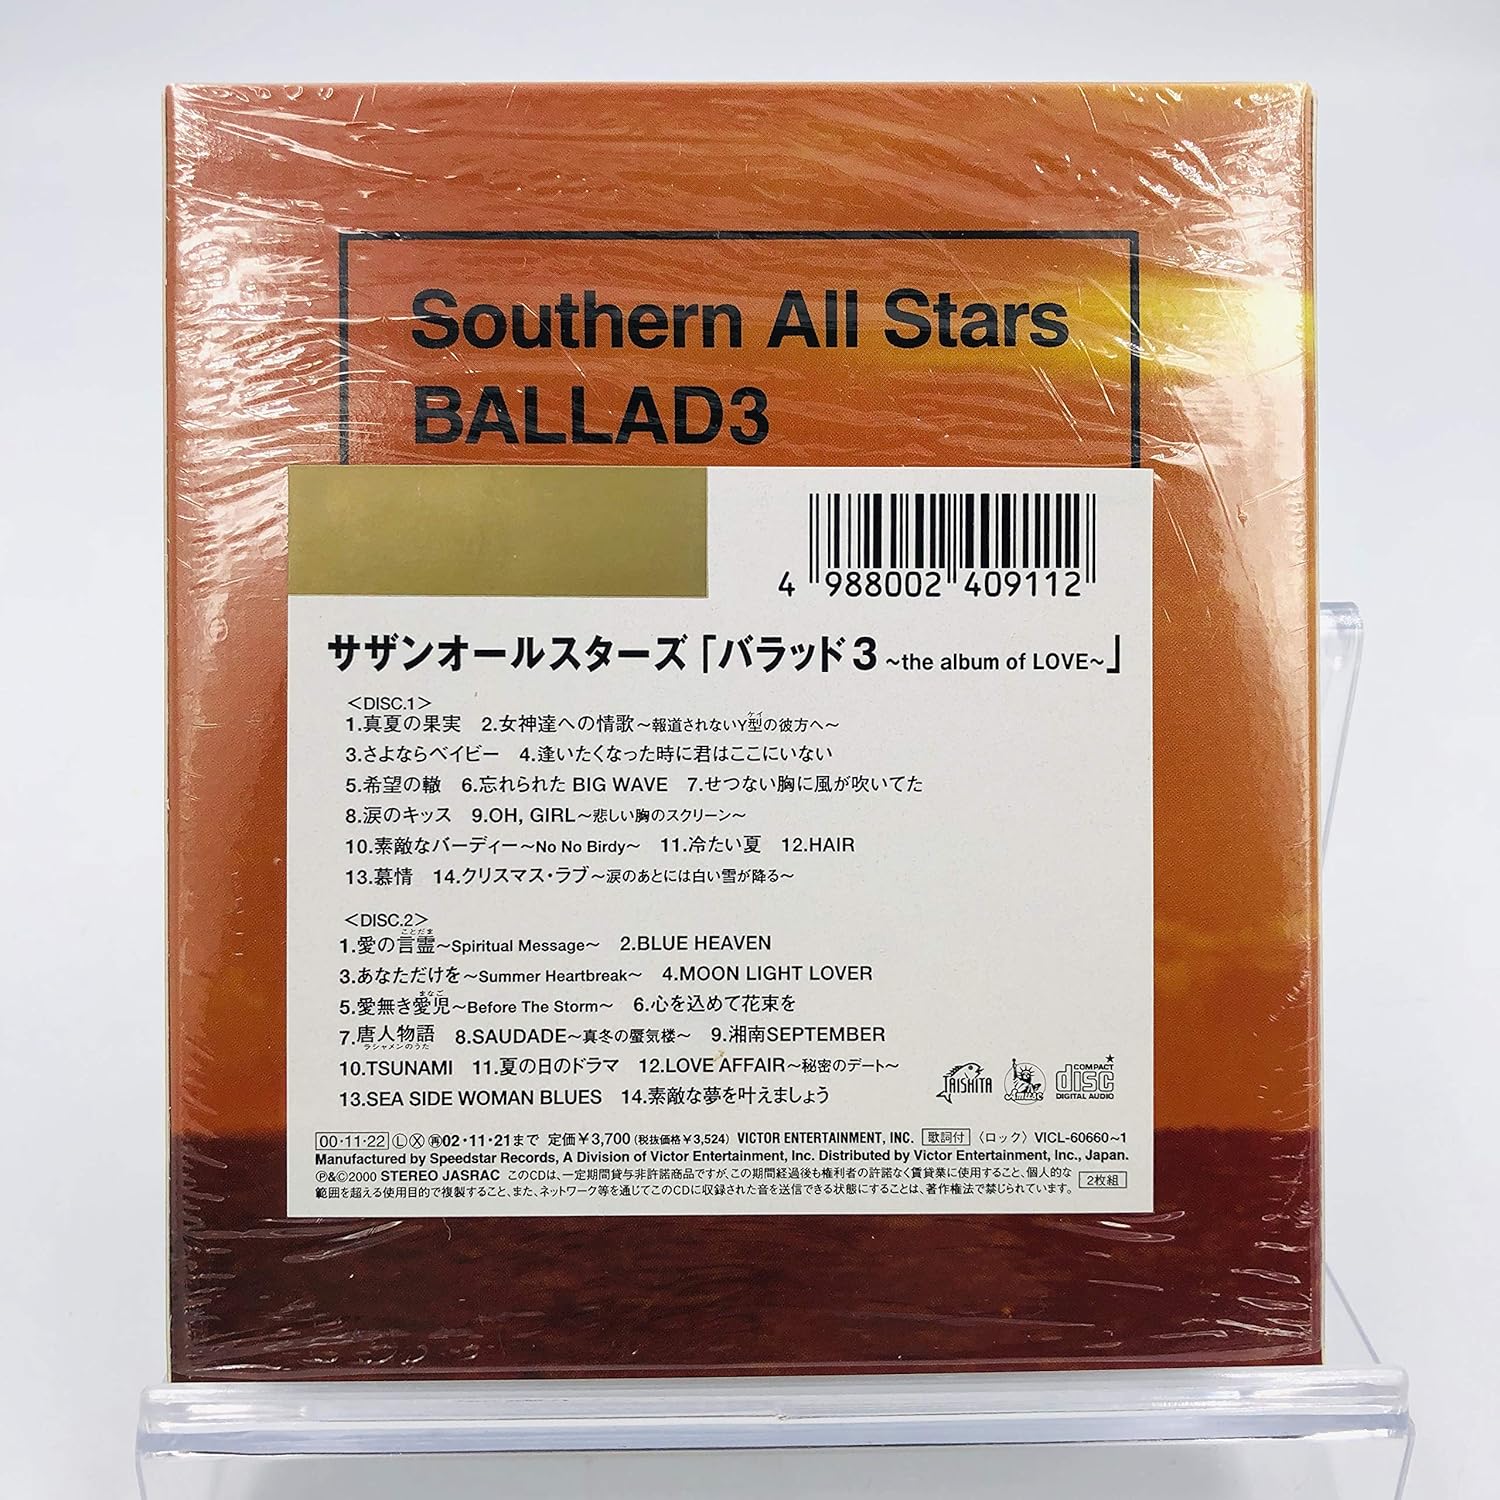 Southern All Stars
BALLAD3
4 988002 409112
サザンオールスターズ「バラッド3 ~the album of LOVE~」
<DISC.1>
1.真夏の果実 2.女神達への情歌~報道されないY型の彼方へ~
ケイ
3.さよならベイビー 4.逢いたくなった時に君はここにいない
5.希望の轍 6.忘れられた BIG WAVE 7.せつない胸に風が吹いてた
8.涙のキッス 9.OH, GIRL~悲しい胸のスクリーン~
10.素敵なバーディー~No No Birdy~ 11.冷たい夏 12.HAIR
13.慕情 14.クリスマス・ラブ~涙のあとには白い雪が降る~
<DISC.2>
ことだま
1.愛の言霊~Spiritual Message~ 2.BLUE HEAVEN
3.あなただけを~Summer Heartbreak~ 4.MOON LIGHT LOVER
まなご
5.愛無き愛児~Before The Storm~ 6.心を込めて花束を
7.唐人物語 8.SAUDADE~真冬の蜃気楼~ 9.湘南SEPTEMBER
ラシャメンのうた
10.TSUNAMI 11.夏の日のドラマ 12.LOVE AFFAIR~秘密のデート~
13.SEA SIDE WOMAN BLUES 14.素敵な夢を叶えましょう
TAISHITA
Amuse
COMPACT
disc
DIGITAL AUDIO
00・11・22 Ⓛ Ⓧ ㊞02・11・21まで 定価¥3,700(税抜価格¥3,524) VICTOR ENTERTAINMENT, INC. 歌詞付 〈ロック〉 VICL-60660~1
Manufactured by Speedstar Records, A Division of Victor Entertainment, Inc. Distributed by Victor Entertainment, Inc., Japan.
℗&©2000 STEREO JASRAC このCDは、一定期間貸与非許諾商品ですが、この期間経過後も権利者の許諾なく賃貸業に使用すること、個人的な
範囲を超える使用目的で複製すること、また、ネットワーク等を通じてこのCDに収録された音を送信できる状態にすることは、著作権法で禁じられています。
2枚組